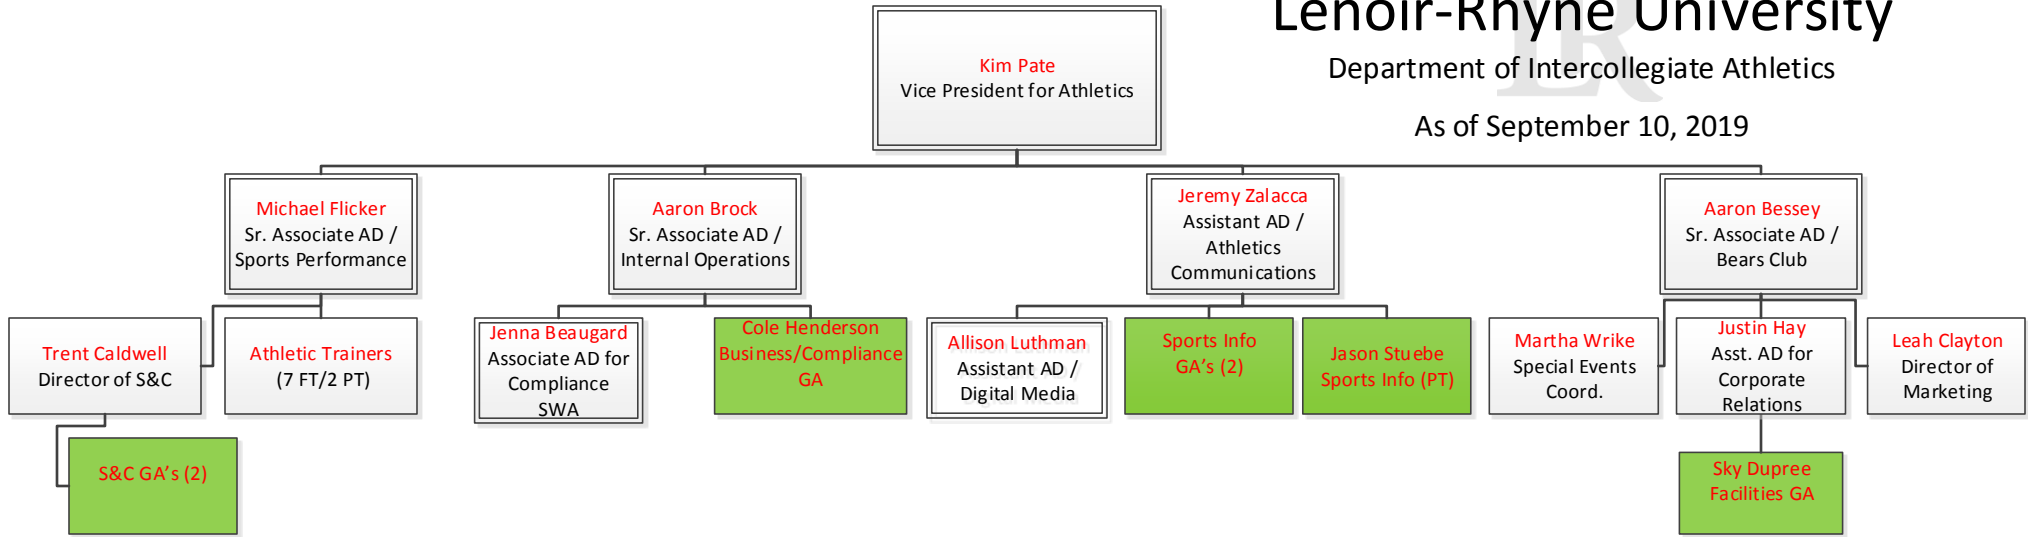 Lenoir-Rhyne University
Department of Intercollegiate Athletics
As of September 10, 2019
Kim Pate
Vice President for Athletics
Michael Flicker
Sr. Associate AD /
Sports Performance
Aaron Brock
Sr. Associate AD /
Internal Operations
Jeremy Zalacca
Assistant AD /
Athletics
Communications
Aaron Bessey
Sr. Associate AD /
Bears Club
Trent Caldwell
Director of S&C
Athletic Trainers
(7 FT/2 PT)
Jenna Beaugard
Associate AD for
Compliance
SWA
Cole Henderson
Business/Compliance
GA
Allison Luthman
Assistant AD /
Digital Media
Sports Info
GA's (2)
Jason Stuebe
Sports Info (PT)
Martha Wrike
Special Events
Coord.
Justin Hay
Asst. AD for
Corporate
Relations
Leah Clayton
Director of
Marketing
S&C GA's (2)
Sky Dupree
Facilities GA
LR